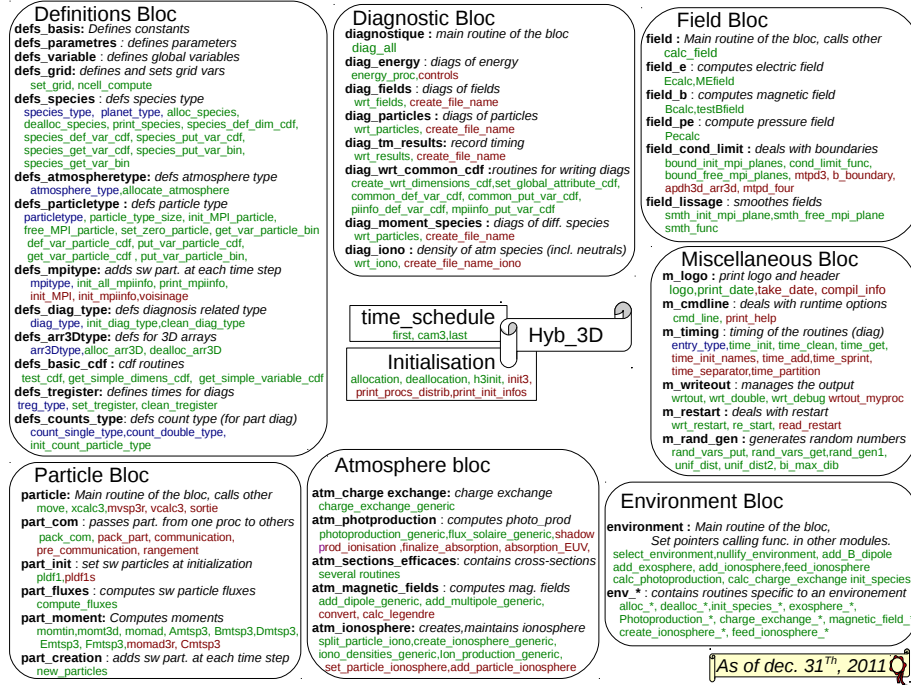 Definitions Bloc
defs_basis: Defines constants
defs_parametres : defines parameters
defs_variable : defines global variables
defs_grid: defines and sets grid vars
set_grid, ncell_compute
defs_species : defs species type
species_type, planet_type, alloc_species,
dealloc_species, print_species, species_def_dim_cdf,
species_def_var_cdf, species_put_var_cdf,
species_get_var_cdf, species_put_var_bin,
species_get_var_bin
defs_atmospheretype: defs atmosphere type
atmosphere_type,allocate_atmosphere
defs_particletype : defs particle type
particletype, particle_type_size, init_MPI_particle,
free_MPI_particle, set_zero_particle, get_var_particle_bin
def_var_particle_cdf, put_var_particle_cdf,
get_var_particle_cdf , put_var_particle_bin,
defs_mpitype: adds sw part. at each time step
mpitype, init_all_mpiinfo, print_mpiinfo,
init_MPI, init_mpiinfo,voisinage
defs_diag_type: defs diagnosis related type
diag_type, init_diag_type,clean_diag_type
defs_arr3Dtype: defs for 3D arrays
arr3Dtype,alloc_arr3D, dealloc_arr3D
defs_basic_cdf : cdf routines
test_cdf, get_simple_dimens_cdf, get_simple_variable_cdf
defs_tregister: defines times for diags
treg_type, set_tregister, clean_tregister
defs_counts_type: defs count type (for part diag)
count_single_type,count_double_type,
init_count_particle_type
Diagnostic Bloc
diagnostique : main routine of the bloc
diag_all
diag_energy : diags of energy
energy_proc,controls
diag_fields : diags of fields
wrt_fields, create_file_name
diag_particles : diags of particles
wrt_particles, create_file_name
diag_tm_results: record timing
wrt_results, create_file_name
diag_wrt_common_cdf :routines for writing diags
create_wrt_dimensions_cdf,set_global_attribute_cdf,
common_def_var_cdf, common_put_var_cdf,
piinfo_def_var_cdf, mpiinfo_put_var_cdf
diag_moment_species : diags of diff. species
wrt_particles, create_file_name
diag_iono : density of atm species (incl. neutrals)
wrt_iono, create_file_name_iono
Field Bloc
field : Main routine of the bloc, calls other
calc_field
field_e : computes electric field
Ecalc,MEfield
field_b : computes magnetic field
Bcalc,testBfield
field_pe : compute pressure field
Pecalc
field_cond_limit : deals with boundaries
bound_init_mpi_planes, cond_limit_func,
bound_free_mpi_planes, mtpd3, b_boundary,
apdh3d_arr3d, mtpd_four
field_lissage : smoothes fields
smth_init_mpi_plane,smth_free_mpi_plane
smth_func
time_schedule
first, cam3,last
Initialisation
allocation, deallocation, h3init, init3,
print_procs_distrib,print_init_infos
Hyb_3D
Miscellaneous Bloc
m_logo : print logo and header
logo,print_date,take_date, compil_info
m_cmdline : deals with runtime options
cmd_line, print_help
m_timing : timing of the routines (diag)
entry_type,time_init, time_clean, time_get,
time_init_names, time_add,time_sprint,
time_separator,time_partition
m_writeout : manages the output
wrtout, wrt_double, wrt_debug wrtout_myproc
m_restart : deals with restart
wrt_restart, re_start, read_restart
m_rand_gen : generates random numbers
rand_vars_put, rand_vars_get,rand_gen1,
unif_dist, unif_dist2, bi_max_dib
Particle Bloc
particle: Main routine of the bloc, calls other
move, xcalc3,mvsp3r, vcalc3, sortie
part_com : passes part. from one proc to others
pack_com, pack_part, communication,
pre_communication, rangement
part_init : set sw particles at initialization
pldf1,pldf1s
part_fluxes : computes sw particle fluxes
compute_fluxes
part_moment: Computes moments
momtin,momt3d, momad, Amtsp3, Bmtsp3,Dmtsp3,
Emtsp3, Fmtsp3,momad3r, Cmtsp3
part_creation : adds sw part. at each time step
new_particles
Atmosphere bloc
atm_charge exchange: charge exchange
charge_exchange_generic
atm_photproduction : computes photo_prod
photoproduction_generic,flux_solaire_generic,shadow
prod_ionisation ,finalize_absorption, absorption_EUV,
atm_sections_efficaces: contains cross-sections
several routines
atm_magnetic_fields : computes mag. fields
add_dipole_generic, add_multipole_generic,
convert, calc_legendre
atm_ionosphere: creates,maintains ionosphere
split_particle_iono,create_ionosphere_generic,
iono_densities_generic,Ion_production_generic,
,set_particle_ionosphere,add_particle_ionosphere
Environment Bloc
environment : Main routine of the bloc,
Set pointers calling func. in other modules.
select_environment,nullify_environment, add_B_dipole
add_exosphere, add_ionosphere,feed_ionosphere
calc_photoproduction, calc_charge_exchange init_species
env_* : contains routines specific to an environement
alloc_*, dealloc_*,init_species_*, exosphere_*,
Photoproduction_*, charge_exchange_*, magnetic_field_*
create_ionosphere_*, feed_ionosphere_*
As of dec. 31Th, 2011